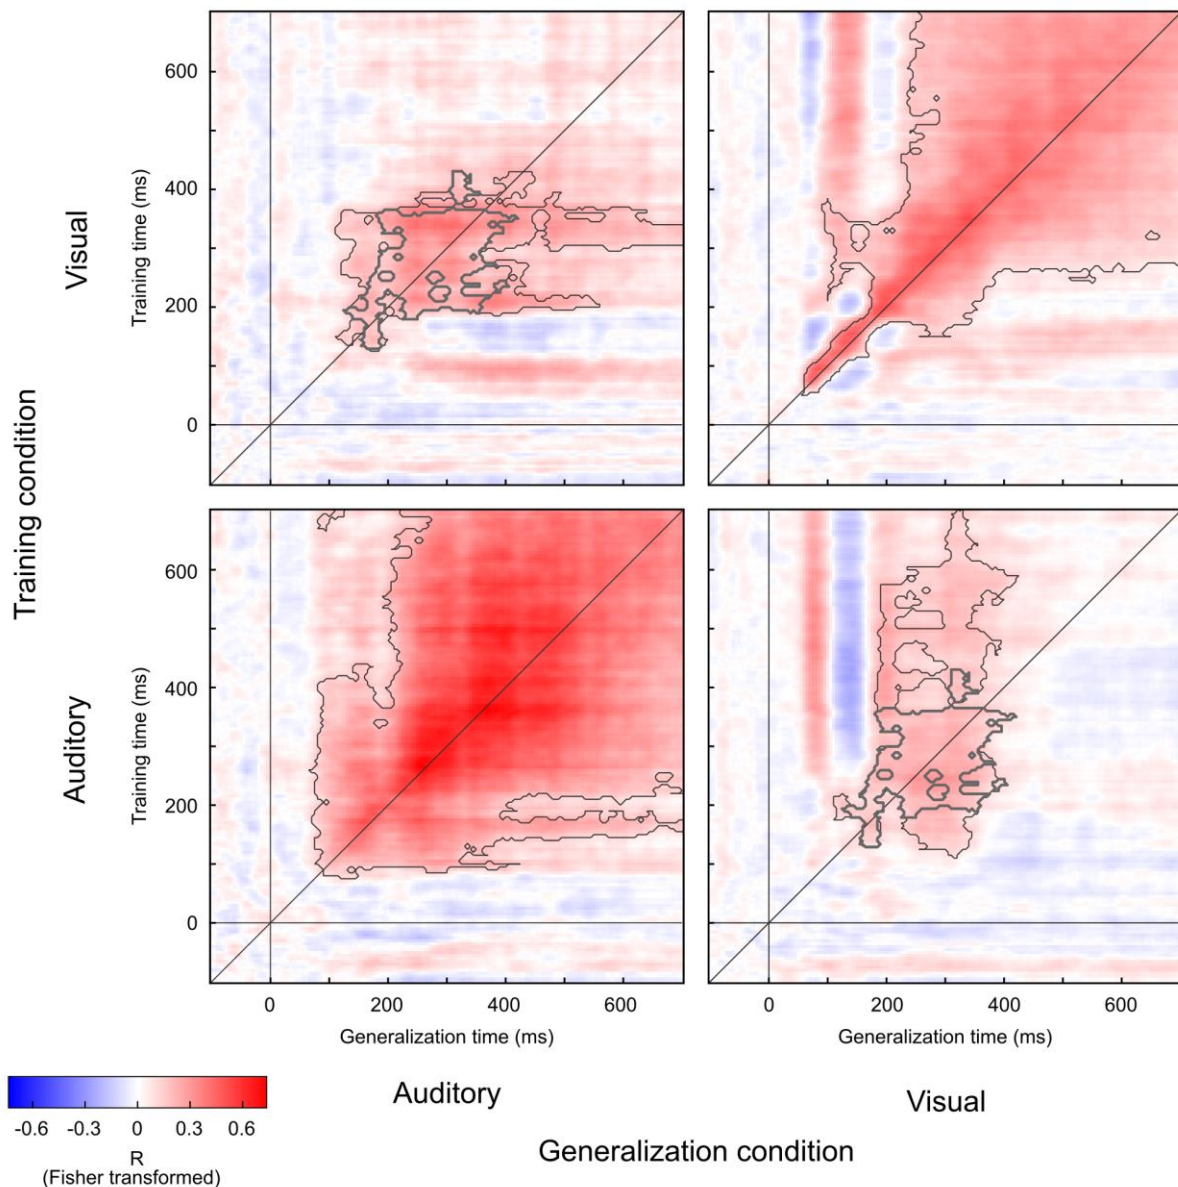 Training condition
Visual
Training time (ms)
600
400
200
0
Auditory
Training time (ms)
600
400
200
0
0 200 400 600
Generalization time (ms)
0 200 400 600
Generalization time (ms)
Auditory
Visual
Generalization condition
-0.6 -0.3 0 0.3 0.6
R
(Fisher transformed)